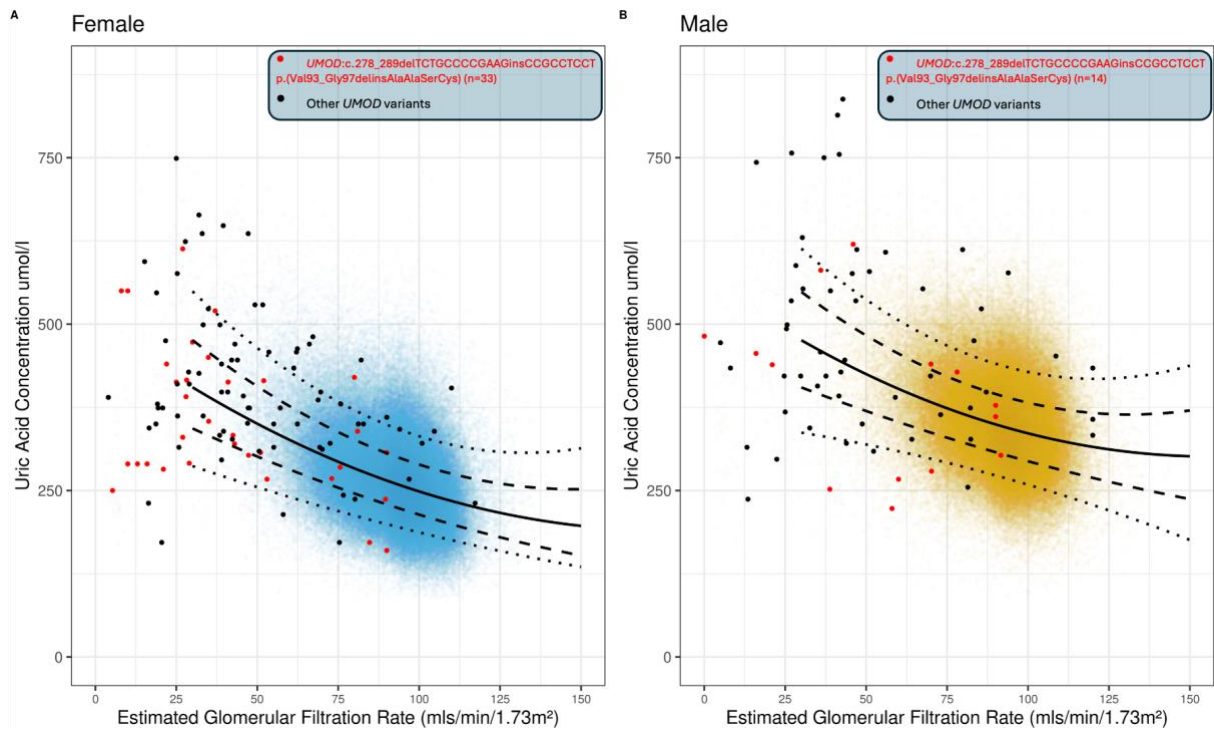 A
Female
UMOD:c.278_289delTCTGCCCCGAAGinsCCGCCTCCT
p.(Val93_Gly97delinsAlaAlaSerCys) (n=33)
Other UMOD variants
750
500
250
0
Uric Acid Concentration umol/l
0 25 50 75 100 125 150
Estimated Glomerular Filtration Rate (mls/min/1.73m²)
B
Male
UMOD:c.278_289delTCTGCCCCGAAGinsCCGCCTCCT
p.(Val93_Gly97delinsAlaAlaSerCys) (n=14)
Other UMOD variants
750
500
250
0
Uric Acid Concentration umol/l
0 25 50 75 100 125 150
Estimated Glomerular Filtration Rate (mls/min/1.73m²)